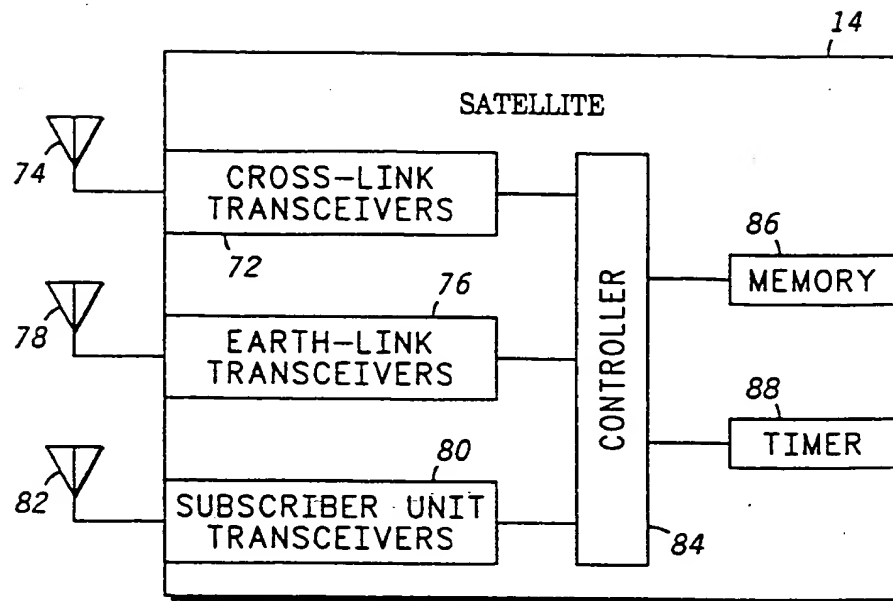 14
SATELLITE
74
CROSS-LINK
TRANSCEIVERS
72
86
MEMORY
78
76
EARTH-LINK
TRANSCEIVERS
CONTROLLER
88
TIMER
82
80
SUBSCRIBER UNIT
TRANSCEIVERS
84